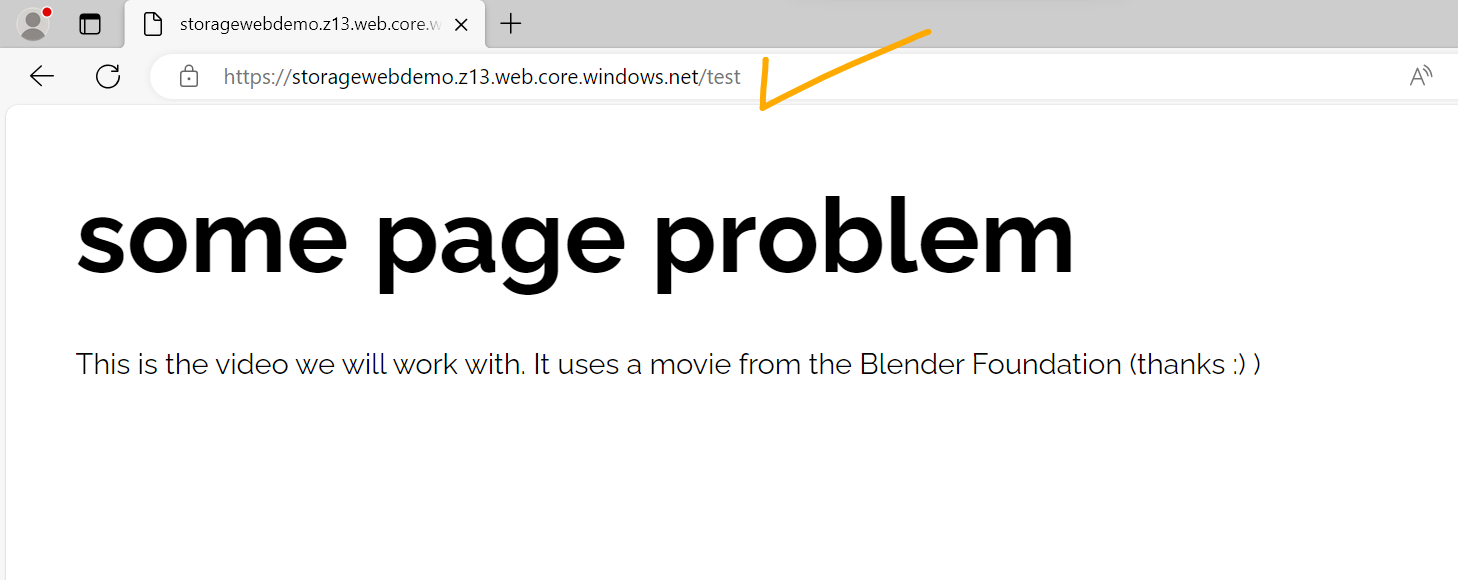 storagewebdemo.z13.web.core.w
https://storagewebdemo.z13.web.core.windows.net/test
some page problem
This is the video we will work with. It uses a movie from the Blender Foundation (thanks :) )